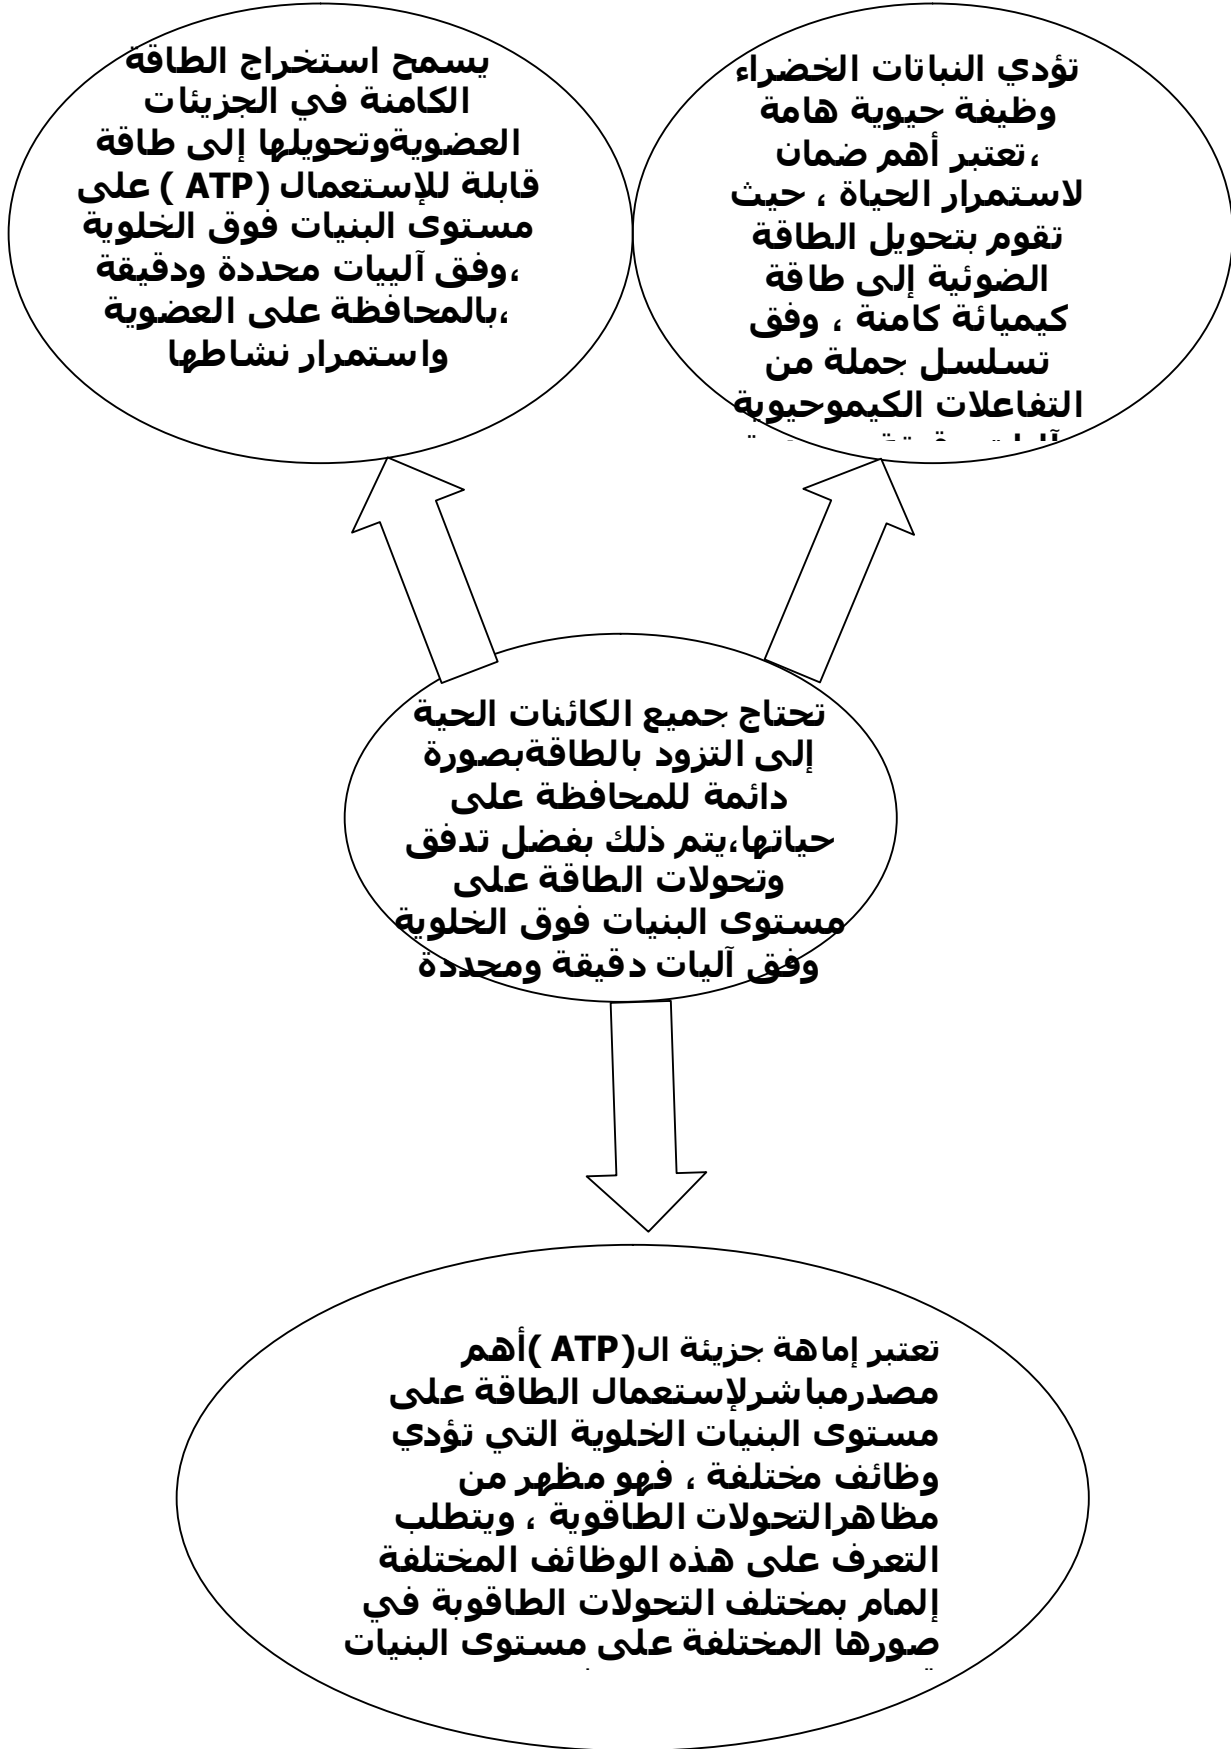 تؤدي النباتات الخضراء
وظيفة حيوية هامة
،تعتبر أهم ضمان
لاستمرار الحياة ، حيث
تقوم بتحويل الطاقة
الضوئية إلى طاقة
كيميائة كامنة ، وفق
تسلسل جملة من
التفاعلات الكيموحيوية
يسمح استخراج الطاقة
الكامنة في الجزيئات
العضويةوتحويلها إلى طاقة
قابلة للإستعمال (ATP ) على
مستوى البنيات فوق الخلوية
،وفق آلييات محددة ودقيقة
،بالمحافظة على العضوية
واستمرار نشاطها
تحتاج جميع الكائنات الحية
إلى التزود بالطاقةبصورة
دائمة للمحافظة على
حياتها،يتم ذلك بفضل تدفق
وتحولات الطاقة على
مستوى البنيات فوق الخلوية
وفق آليات دقيقة ومحددة
تعتبر إماهة جزيئة ال(ATP )أهم
مصدرمباشرلإستعمال الطاقة على
مستوى البنيات الخلوية التي تؤدي
وظائف مختلفة ، فهو مظهر من
مظاهرالتحولات الطاقوية ، ويتطلب
التعرف على هذه الوظائف المختلفة
إلمام بمختلف التحولات الطاقوية في
صورها المختلفة على مستوى البنيات